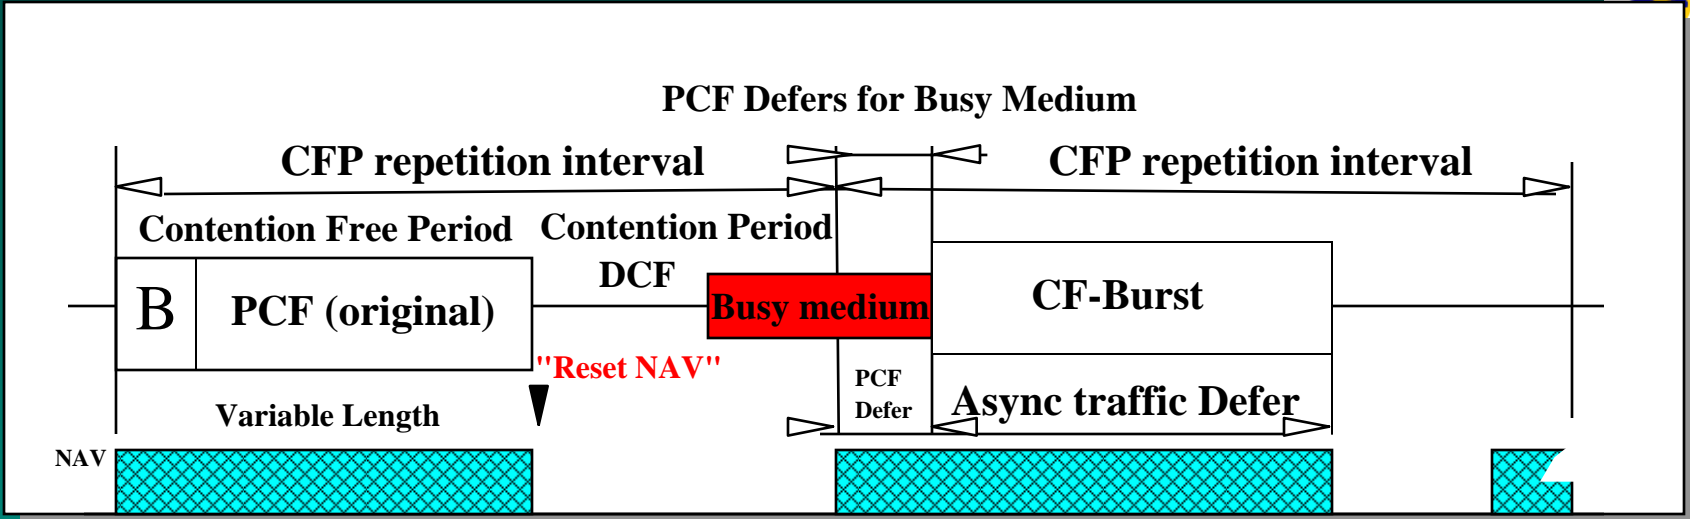 PCF Defers for Busy Medium
CFP repetition interval
CFP repetition interval
Contention Free Period
Contention Period
DCF
B
PCF (original)
Busy medium
CF-Burst
"Reset NAV"
PCF
Defer
Async traffic Defer
Variable Length
NAV